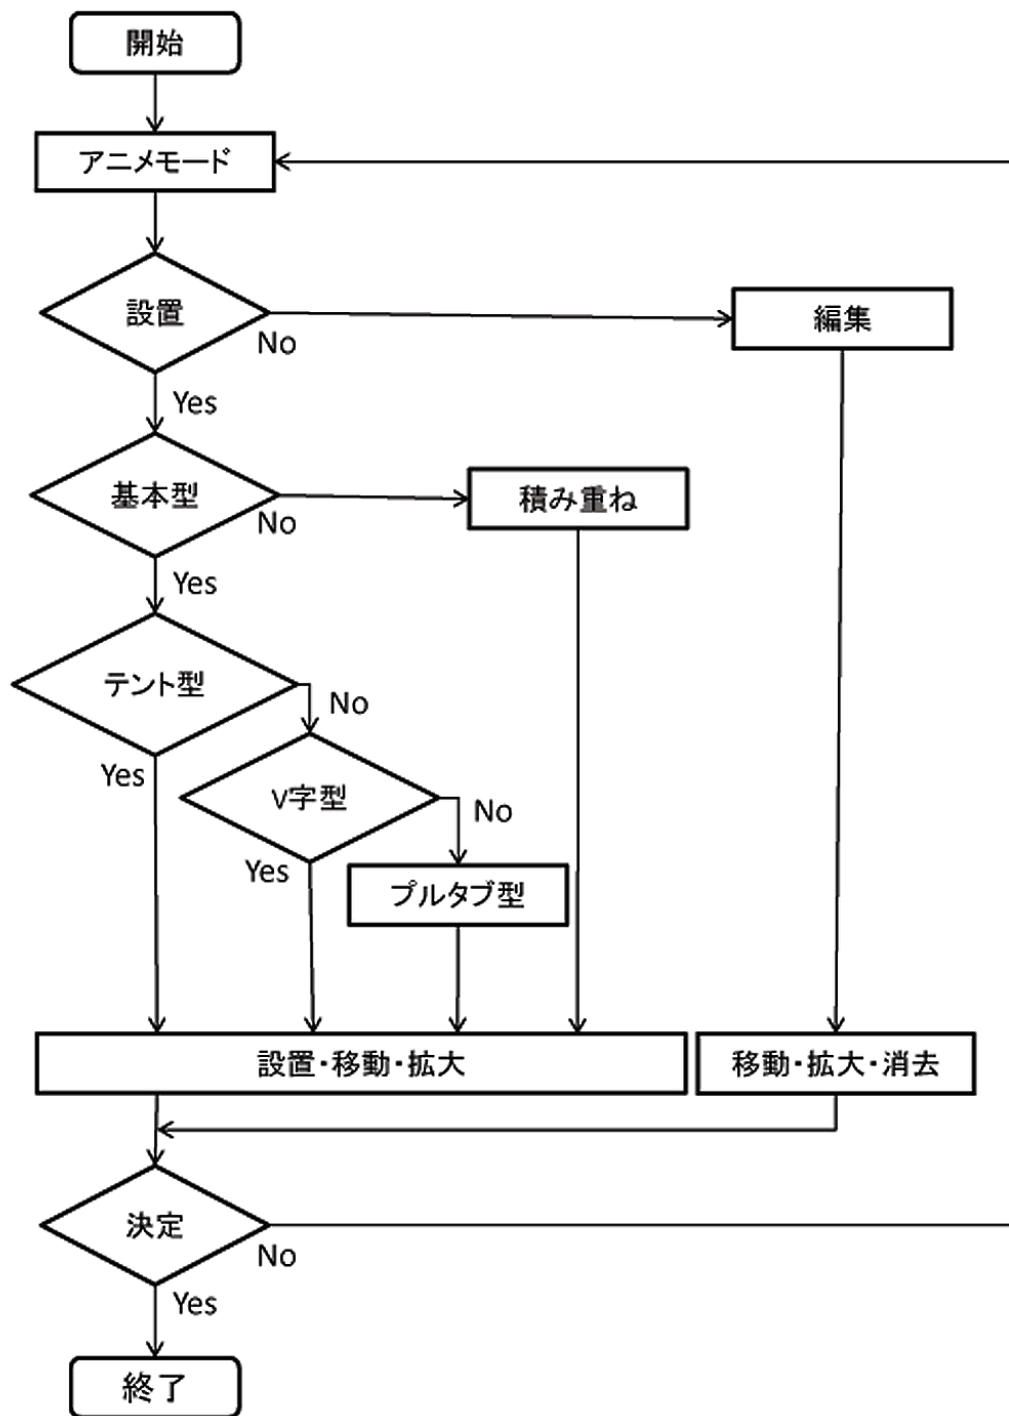 開始
アニメモード
設置
No
編集
Yes
基本型
No
積み重ね
Yes
テント型
No
Yes
V字型
No
Yes
プルタブ型
設置・移動・拡大
移動・拡大・消去
決定
No
Yes
終了